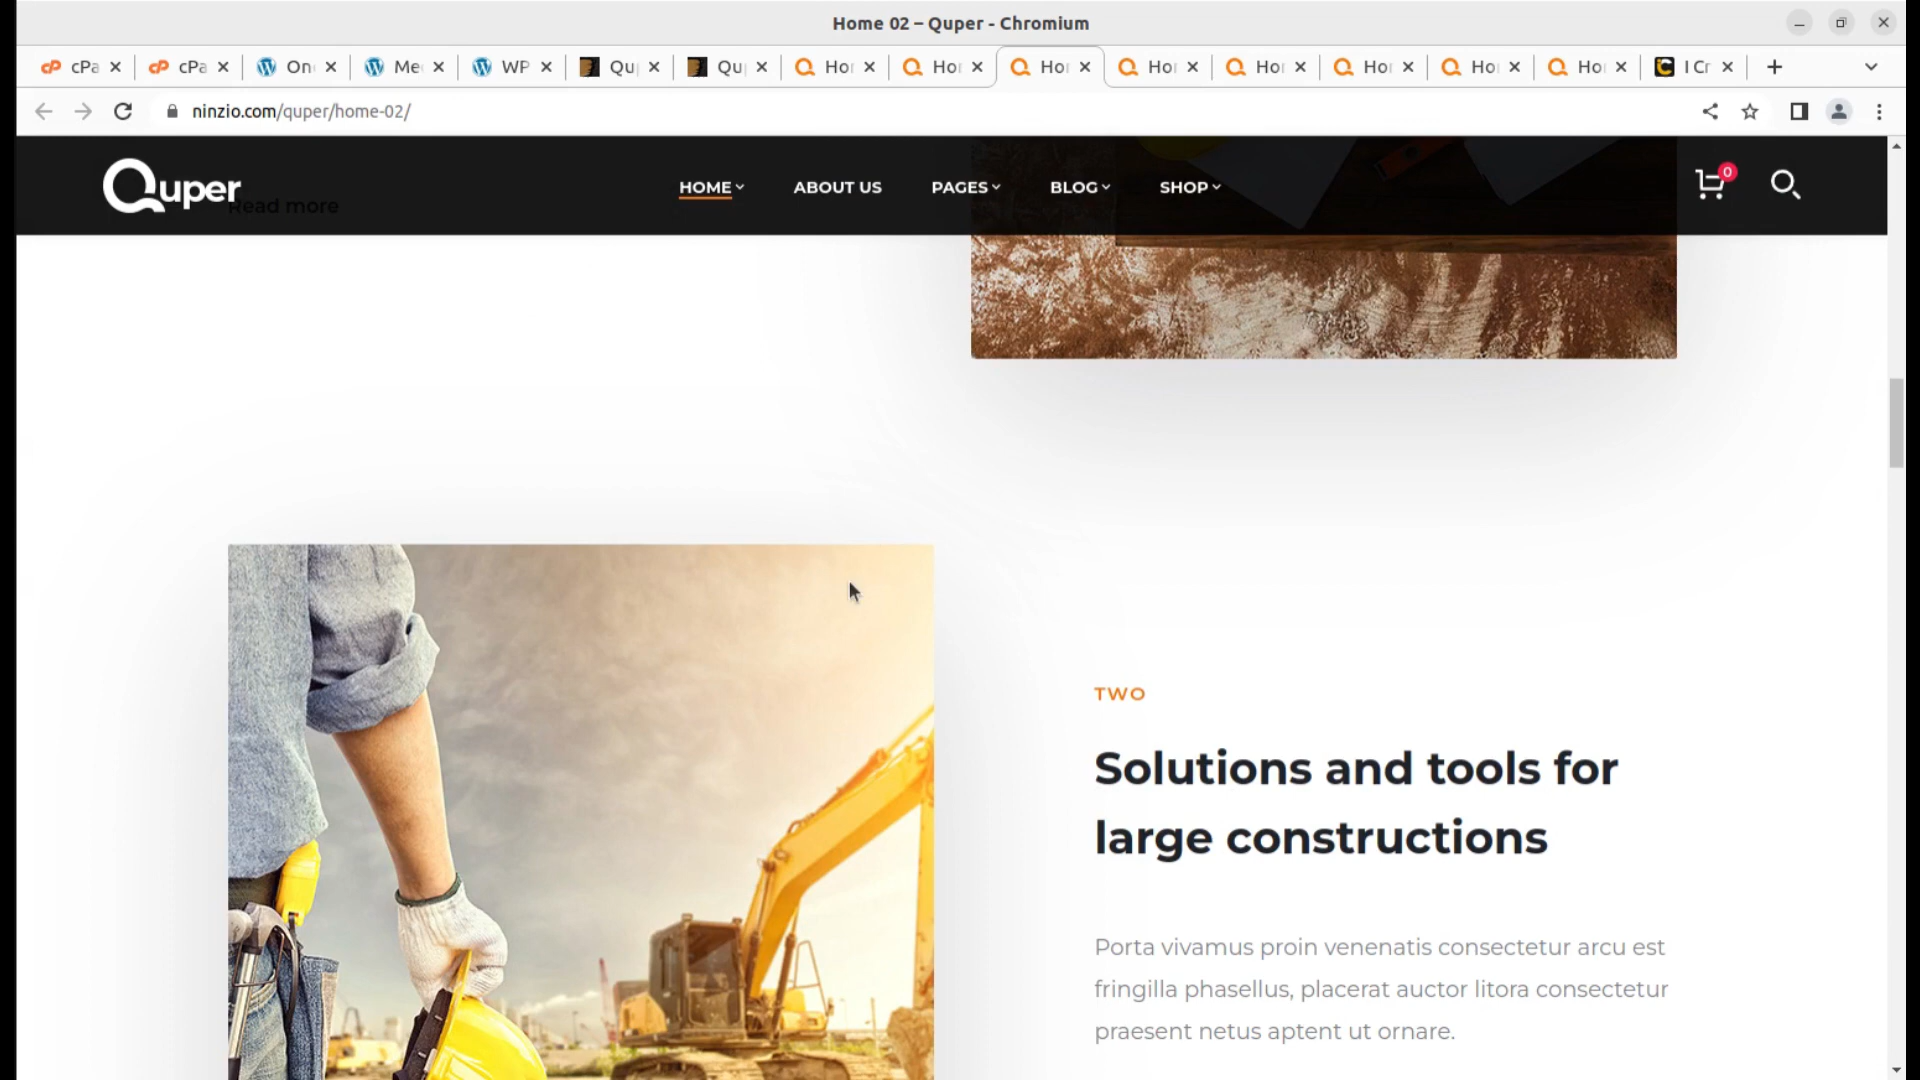 Home 02 – Quper - Chromium
cPa
cPa
On
Me
WP
Qu
Qu
Ho
Ho
Ho
Ho
Ho
Ho
Ho
Ho
I Cr
ninzio.com/quper/home-02/
Quper
Read more
HOME
ABOUT US
PAGES
BLOG
SHOP
0
TWO
Solutions and tools for
large constructions
Porta vivamus proin venenatis consectetur arcu est
fringilla phasellus, placerat auctor litora consectetur
praesent netus aptent ut ornare.